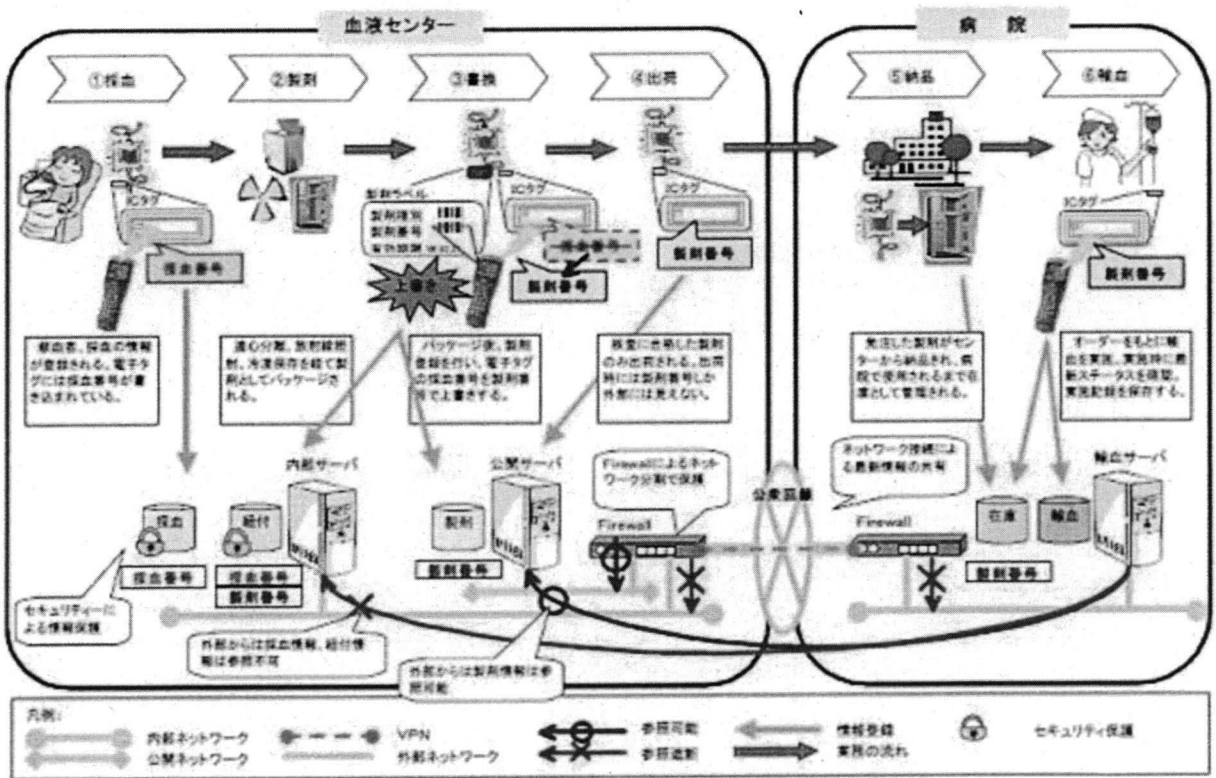 血液センター
病 院
①採血
②製剤
③書換
④出荷
⑤納品
⑥輸血
ICタグ
採血番号
製剤ラベル
製剤種別
製剤番号
有効期限
ICタグ
採血番号
上書き
製剤番号
ICタグ
製剤番号
ICタグ
製剤番号
献血者、採血の情報
が登録される。電子タ
グには採血番号が書
き込まれている。
遠心分離、放射線照
射、冷凍保存を経て製
剤としてパッケージさ
れる。
パッケージ後、製剤
登録を行い、電子タグ
の採血番号を製剤番
号で上書きする。
検査に合格した製剤
のみ出荷される。出荷
時には製剤番号しか
外部には見えない。
発注した製剤がセン
ターから納品され、病
院で使用されるまで在
庫として管理される。
オーダーをもとに輸
血を実施。実施時に最
新ステータスを確認。
実施記録を保存する。
内部サーバ
公開サーバ
Firewallによるネット
ワーク分割で保護
ネットワーク接続によ
る最新情報の共有
輸血サーバ
採血
紐付
製剤
Firewall
公衆回線
Firewall
在庫
輸血
採血番号
採血番号
製剤番号
製剤番号
製剤番号
セキュリティーに
よる情報保護
外部からは採血情報、紐付情
報は参照不可
外部からは製剤情報は参
照可能
凡例:
内部ネットワーク
VPN
参照可能
情報登録
セキュリティ保護
公開ネットワーク
外部ネットワーク
参照遮断
実務の流れ